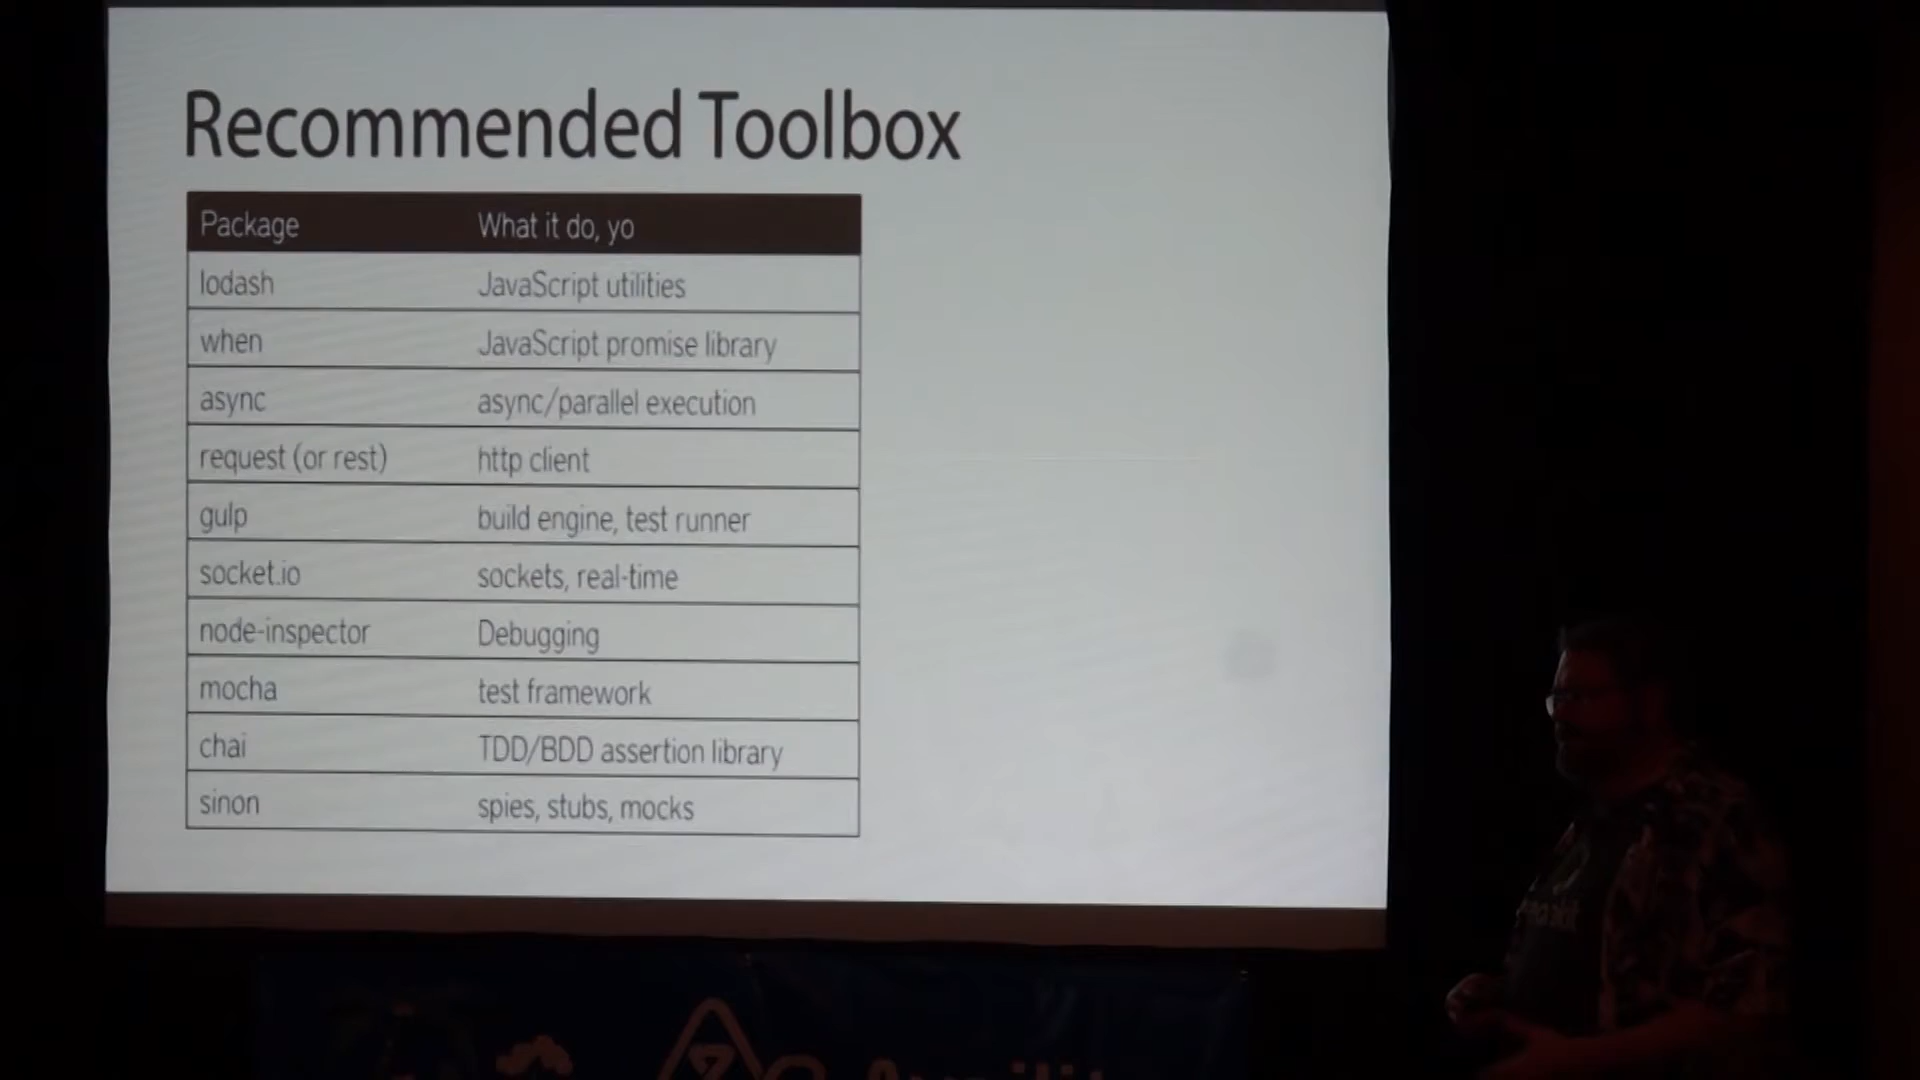 Recommended Toolbox
Package What it do, yo
lodash JavaScript utilities
when JavaScript promise library
async async/parallel execution
request (or rest) http client
gulp build engine, test runner
socket.io sockets, real-time
node-inspector Debugging
mocha test framework
chai TDD/BDD assertion library
sinon spies, stubs, mocks